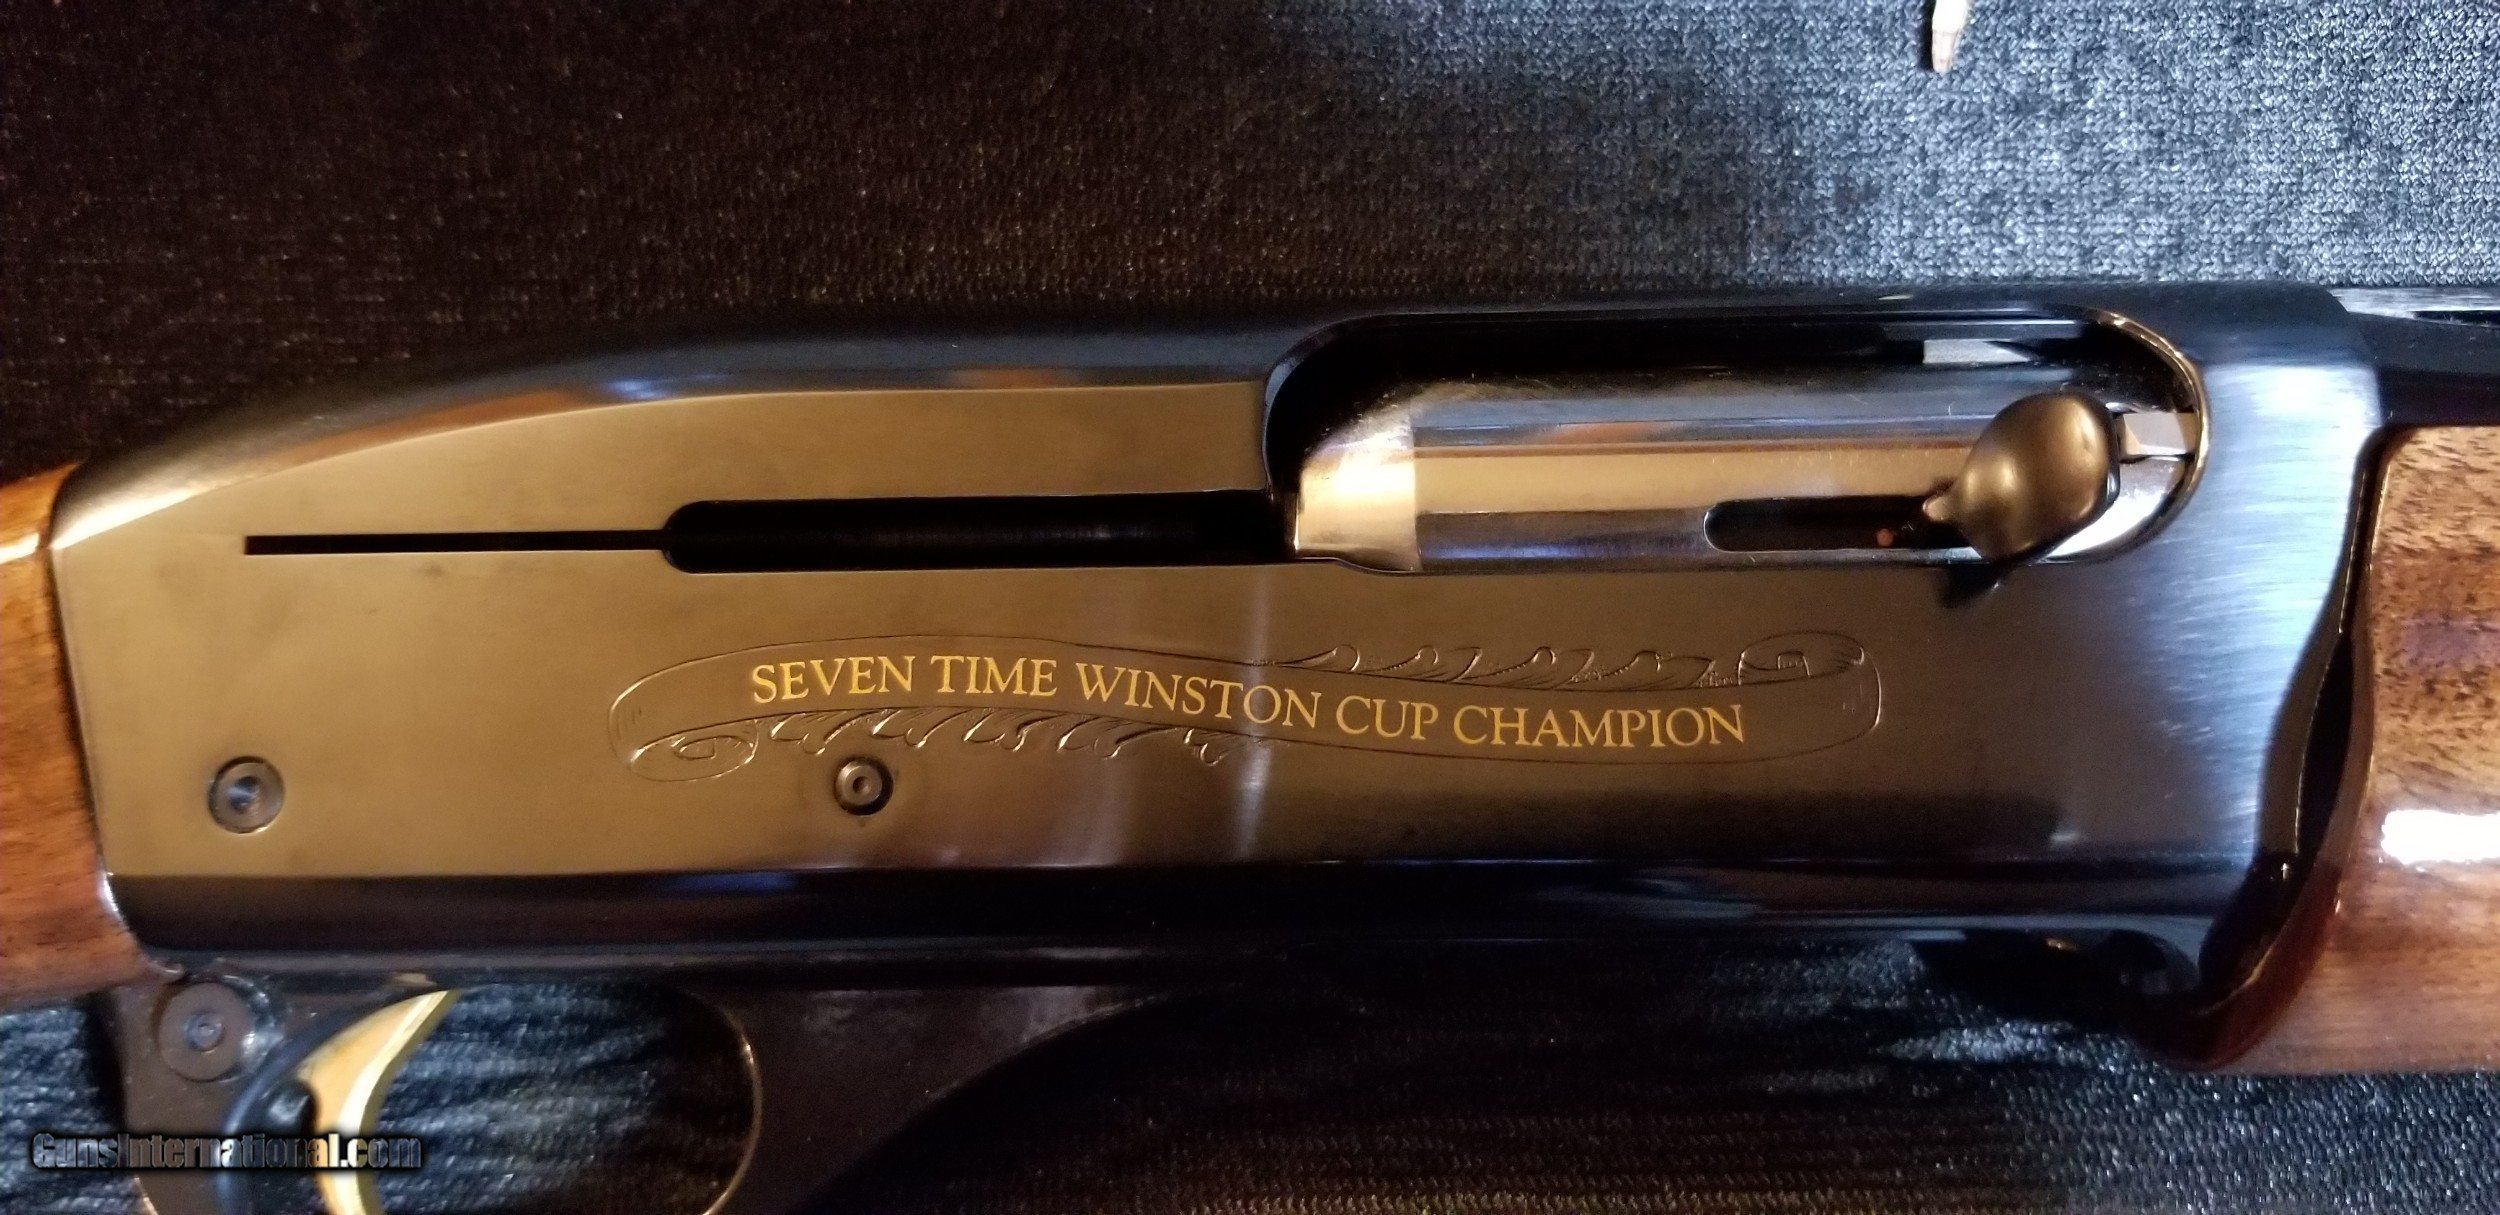 SEVEN TIME WINSTON CUP CHAMPION
GunsInternational.com